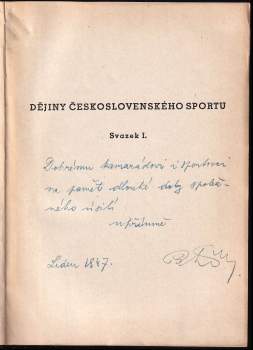 DĚJINY ČESKOSLOVENSKÉHO SPORTU
Svazek I.
Dobrému kamarádovi i sportovci
na paměť dlouhé doby společ-
ného úsilí
upřímně
Leden 1947.